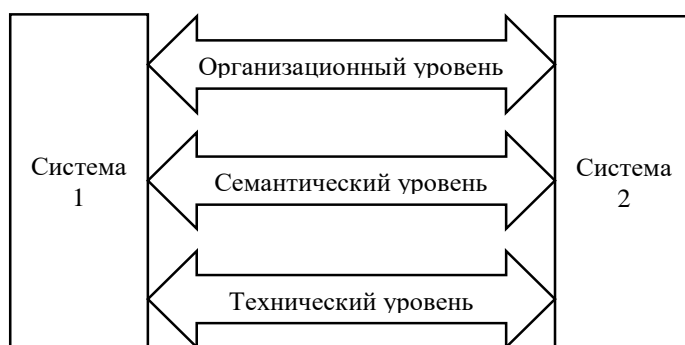 Организационный уровень
Система
1
Семантический уровень
Система
2
Технический уровень